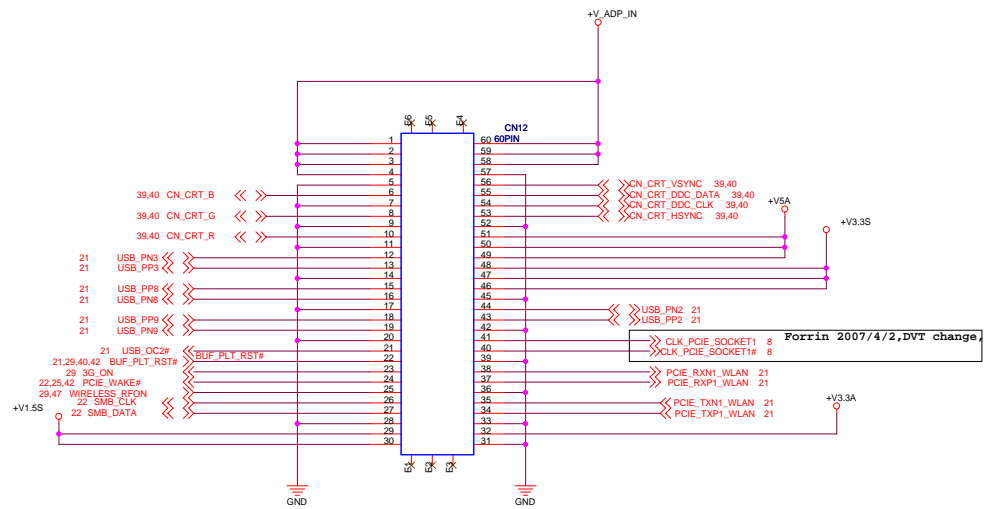 +V_ADP_IN
E6 E5 E4
CN12
60PIN
1 60
2 59
3 58
4 57
5 56 CN_CRT_VSYNC 39,40
39,40 CN_CRT_B 6 55 CN_CRT_DDC_DATA 39,40
7 54 CN_CRT_DDC_CLK 39,40
39,40 CN_CRT_G 8 53 CN_CRT_HSYNC 39,40
9 52
+V5A
39,40 CN_CRT_R 10 51
+V3.3S
11 50
21 USB_PN3 12 49
21 USB_PP3 13 48
14 47
21 USB_PP8 15 46
21 USB_PN8 16 45
17 44 USB_PN2 21
21 USB_PP9 18 43 USB_PP2 21
21 USB_PN9 19 42
Forrin 2007/4/2,DVT change,
20 41 CLK_PCIE_SOCKET1 8
21 USB_OC2# 21 40 CLK_PCIE_SOCKET1# 8
BUF_PLT_RST#
21,29,40,42 BUF_PLT_RST# 22 39
29 3G_ON 23 38 PCIE_RXN1_WLAN 21
22,25,42 PCIE_WAKE# 24 37 PCIE_RXP1_WLAN 21
29,47 WIRELESS_RFON 25 36
22 SMB_CLK 26 35 PCIE_TXN1_WLAN 21
22 SMB_DATA 27 34 PCIE_TXP1_WLAN 21
+V1.5S
+V3.3A
28 33
29 32
30 31
E1 E2 E3
GND GND